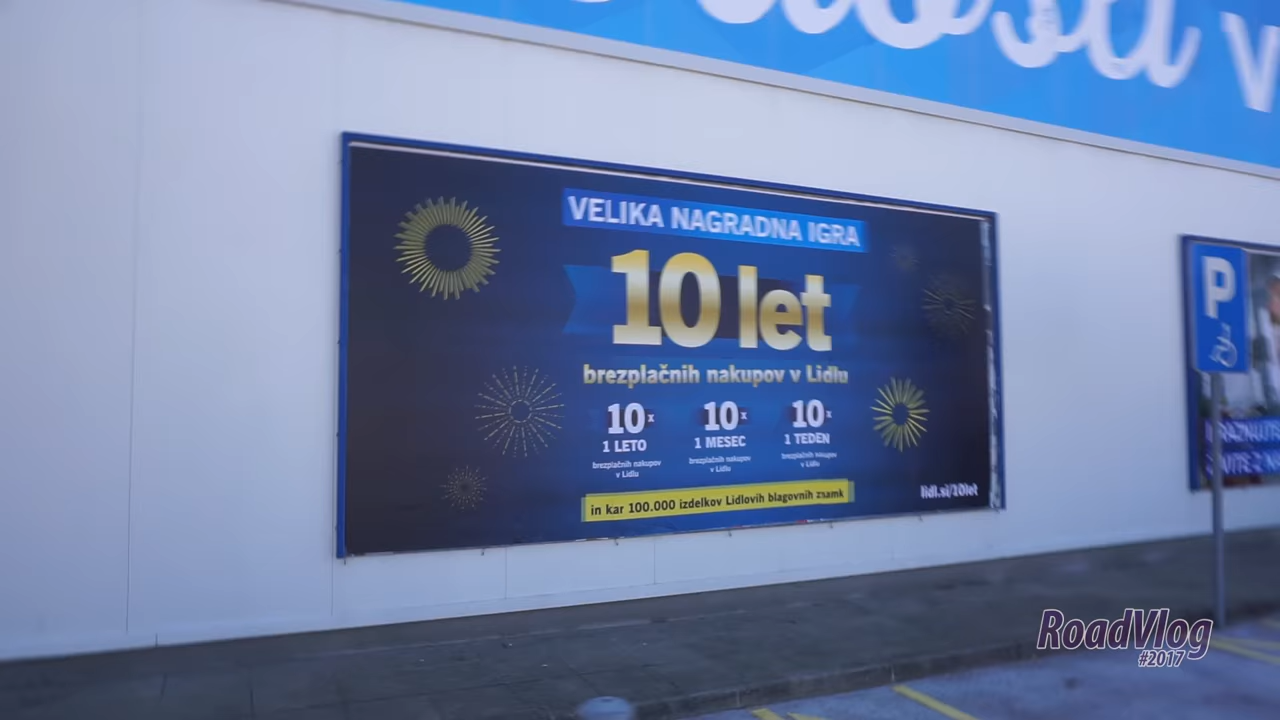 VELIKA NAGRADNA IGRA
10 let
brezplačnih nakupov v Lidlu
10x
1 LETO
brezplačnih nakupov
v Lidlu
10x
1 MESEC
brezplačnih nakupov
v Lidlu
10x
1 TEDEN
brezplačnih nakupov
v Lidlu
in kar 100.000 izdelkov Lidlovih blagovnih znamk
lidl.si/10let
P
RoadVlog
#2017